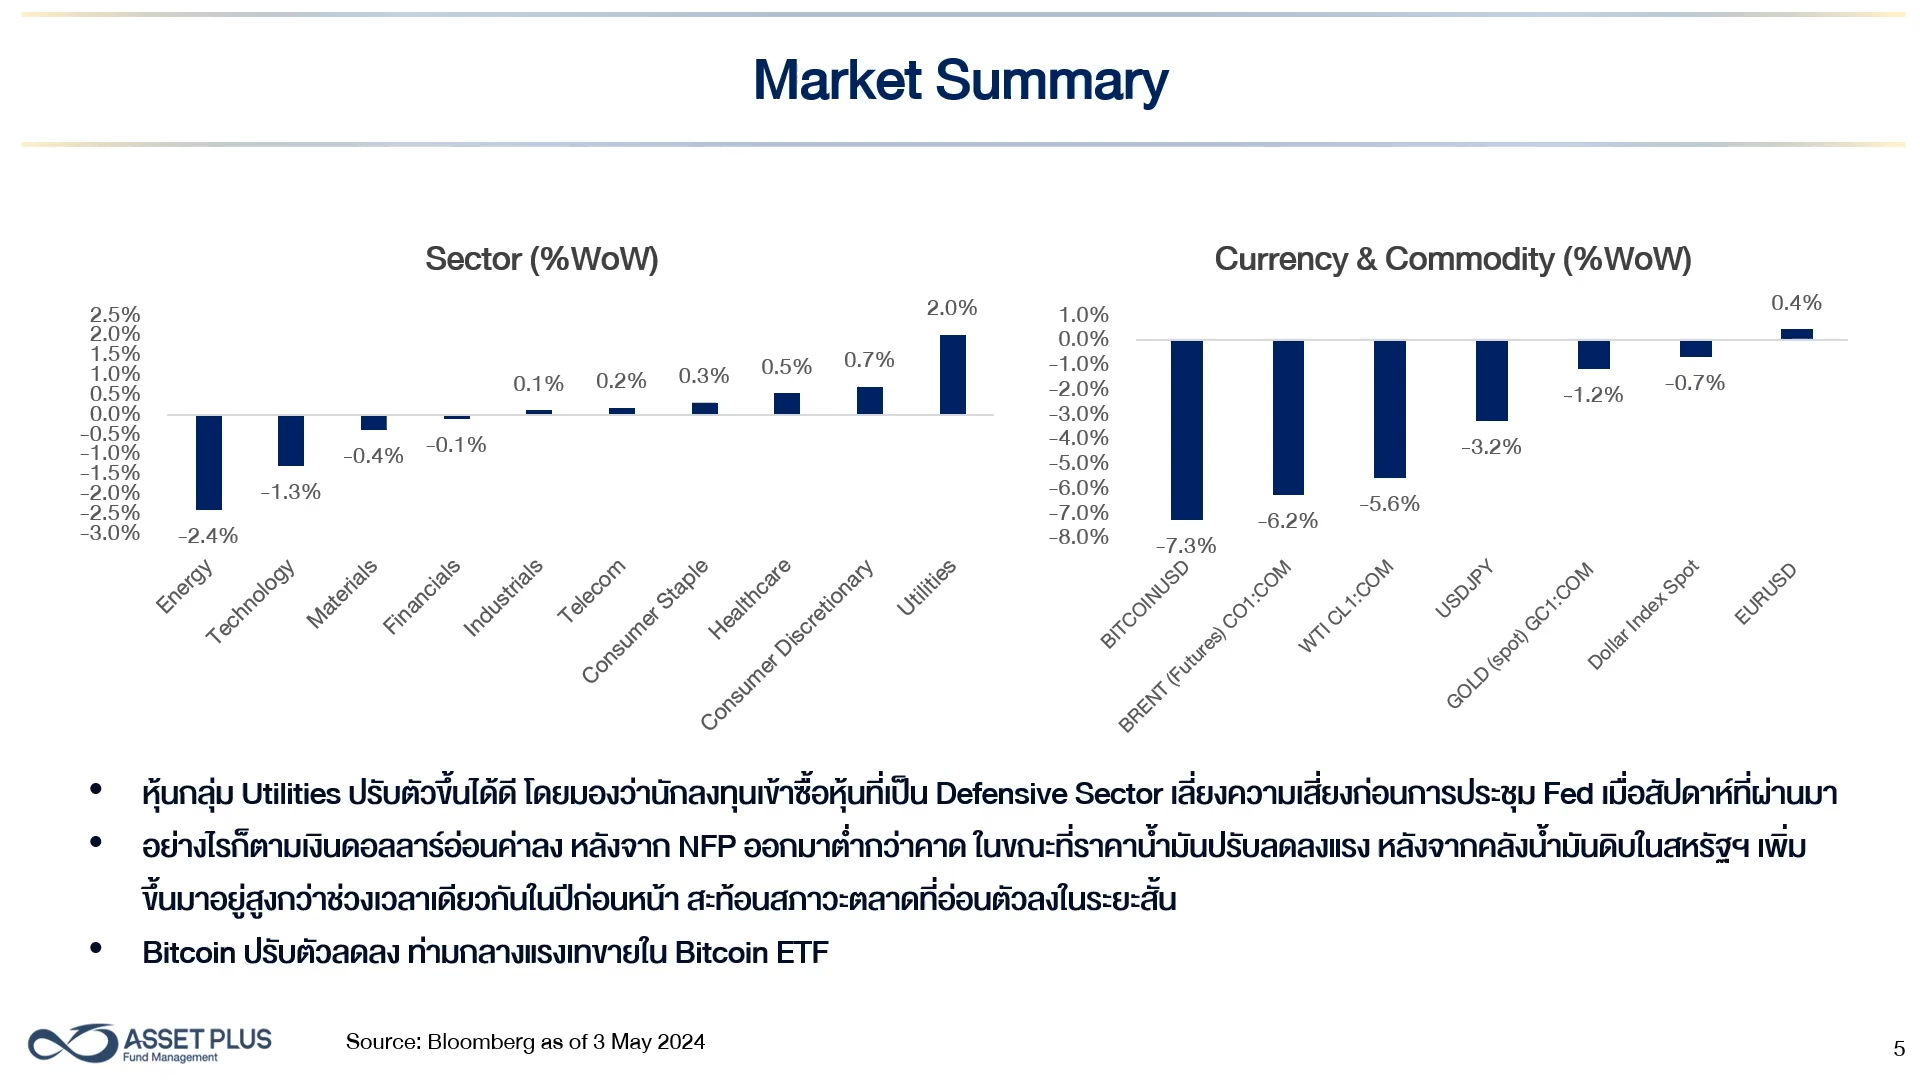 Market Summary
Sector (%WoW)
2.5%
2.0%
1.5%
1.0%
0.5%
0.0%
-0.5%
-1.0%
-1.5%
-2.0%
-2.5%
-3.0%
-2.4%
-1.3%
-0.4%
-0.1%
0.1%
0.2%
0.3%
0.5%
0.7%
2.0%
Energy
Technology
Materials
Financials
Industrials
Telecom
Consumer Staple
Healthcare
Consumer Discretionary
Utilities
Currency & Commodity (%WoW)
1.0%
0.0%
-1.0%
-2.0%
-3.0%
-4.0%
-5.0%
-6.0%
-7.0%
-8.0%
-7.3%
-6.2%
-5.6%
-3.2%
-1.2%
-0.7%
0.4%
BITCOINUSD
BRENT (Futures) CO1:COM
WTI CL1:COM
USDJPY
GOLD (spot) GC1:COM
Dollar Index Spot
EURUSD
• หุ้นกลุ่ม Utilities ปรับตัวขึ้นได้ดี โดยมองว่านักลงทุนเข้าซื้อหุ้นที่เป็น Defensive Sector เลี่ยงความเสี่ยงก่อนการประชุม Fed เมื่อสัปดาห์ที่ผ่านมา
• อย่างไรก็ตามเงินดอลลาร์อ่อนค่าลง หลังจาก NFP ออกมาต่ำกว่าคาด ในขณะที่ราคาน้ำมันปรับลดลงแรง หลังจากคลังน้ำมันดิบในสหรัฐฯ เพิ่ม
ขึ้นมาอยู่สูงกว่าช่วงเวลาเดียวกันในปีก่อนหน้า สะท้อนสภาวะตลาดที่อ่อนตัวลงในระยะสั้น
• Bitcoin ปรับตัวลดลง ท่ามกลางแรงเทขายใน Bitcoin ETF
ASSET PLUS
Fund Management
Source: Bloomberg as of 3 May 2024
5